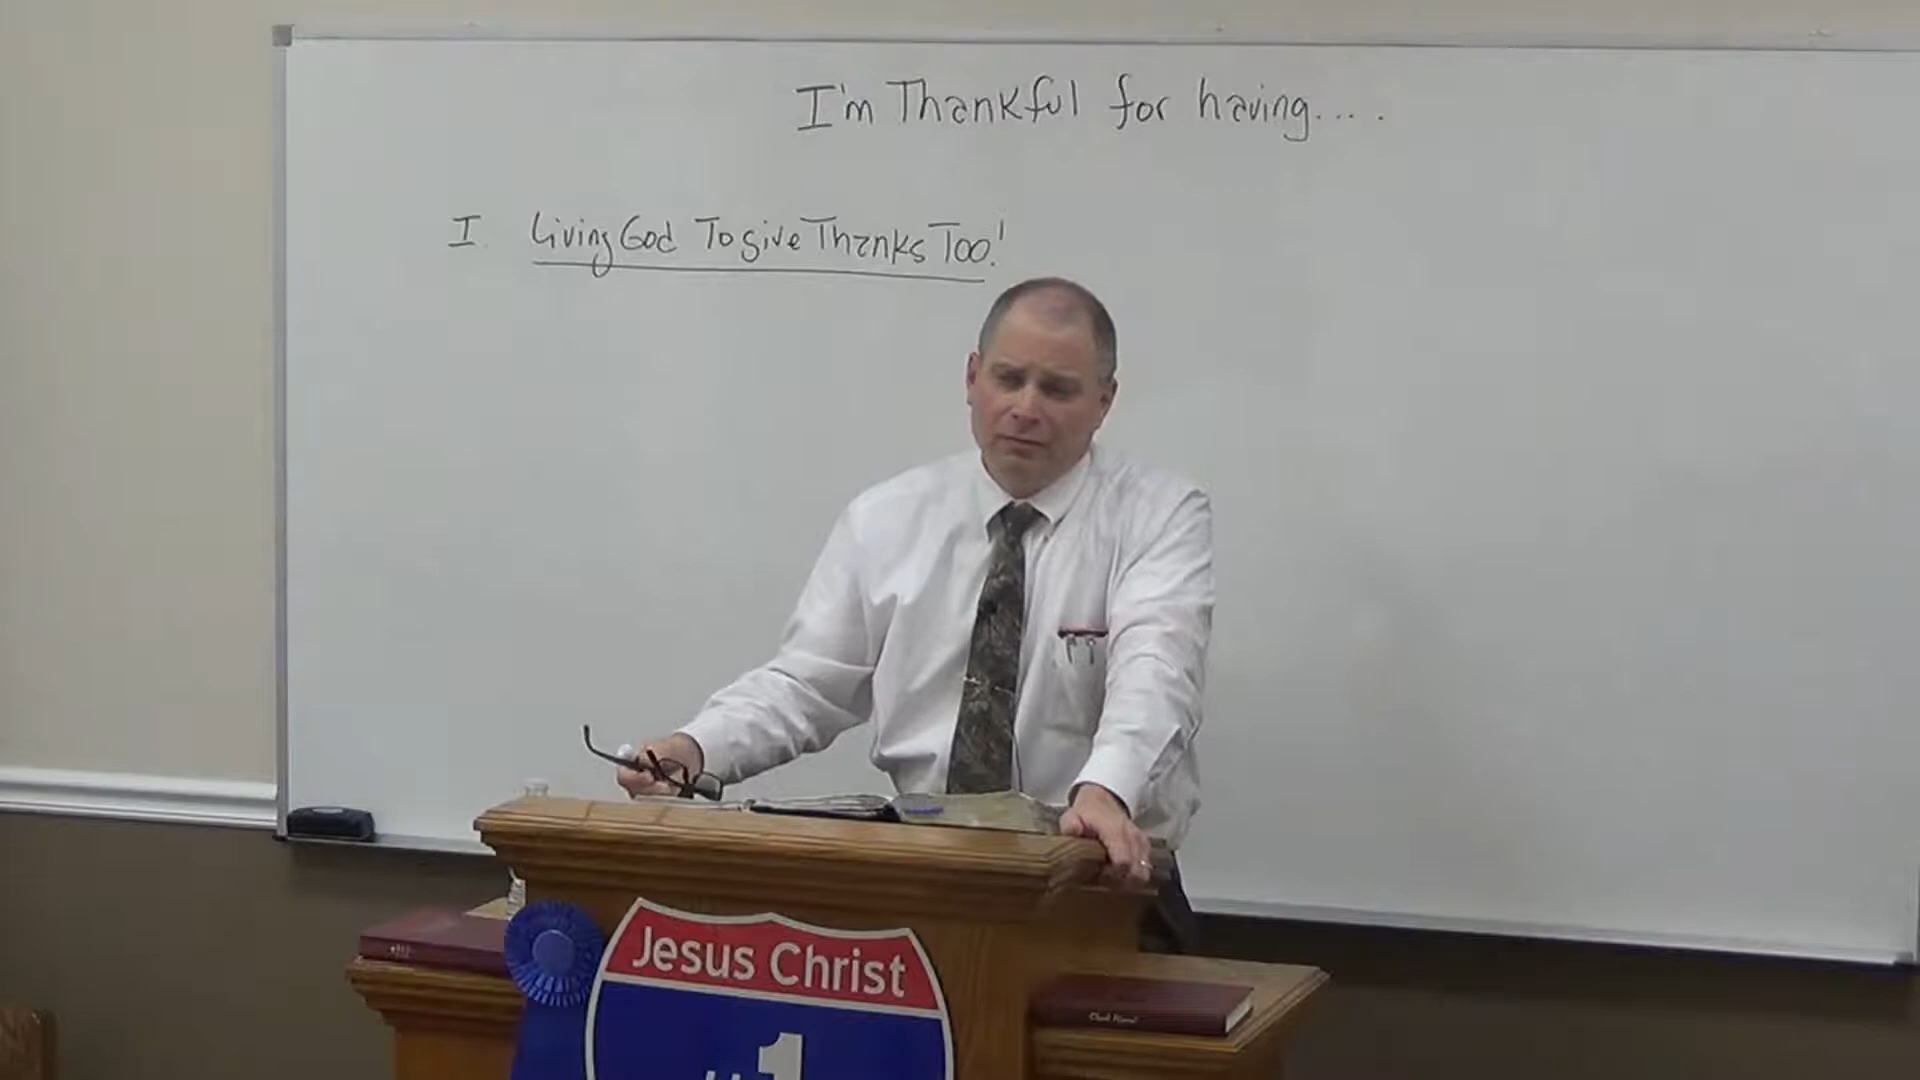 I'm Thankful for having....
I Living God To give Thanks Too!
Jesus Christ
#1